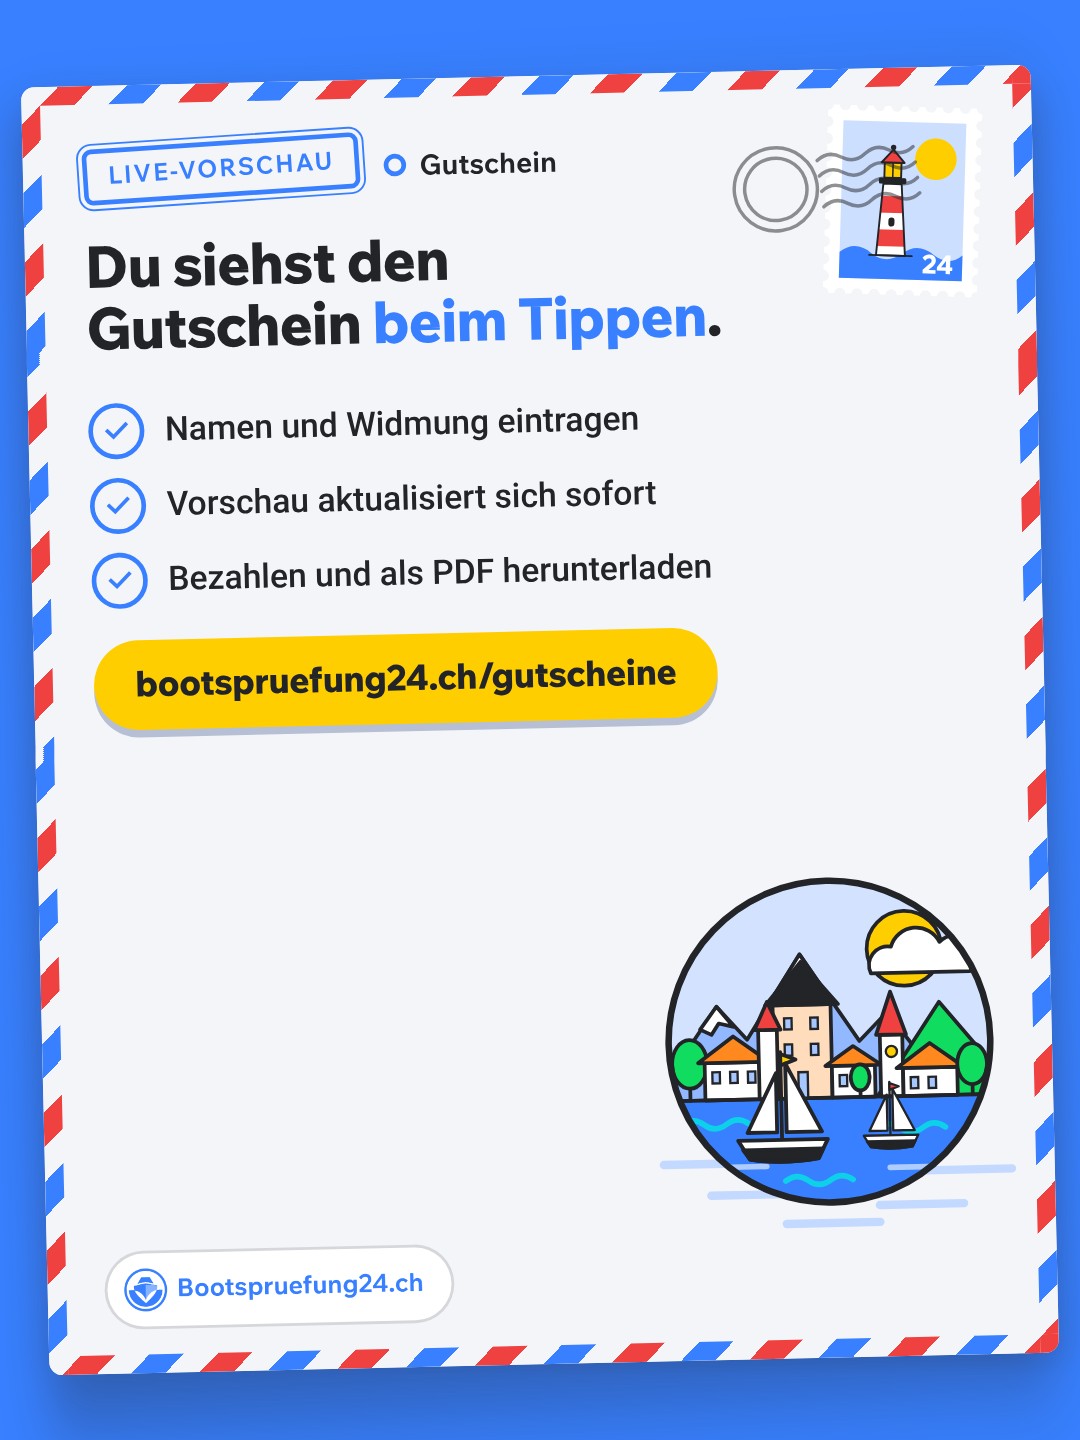 LIVE-VORSCHAU
Gutschein
24
Du siehst den
Gutschein beim Tippen.
Namen und Widmung eintragen
Vorschau aktualisiert sich sofort
Bezahlen und als PDF herunterladen
bootspruefung24.ch/gutscheine
Bootspruefung24.ch